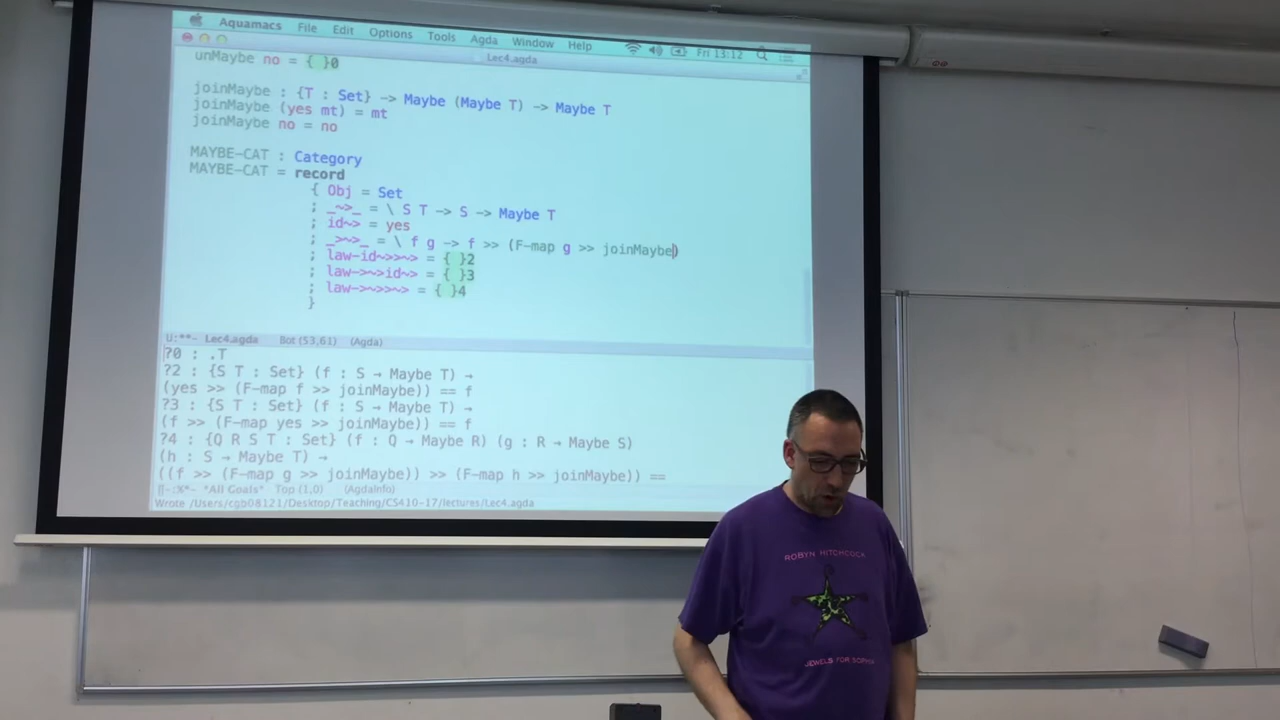 Aquamacs File Edit Options Tools Agda Window Help Fri 13:12
Lec4.agda
unMaybe no = { }0
joinMaybe : {T : Set} -> Maybe (Maybe T) -> Maybe T
joinMaybe (yes mt) = mt
joinMaybe no = no
MAYBE-CAT : Category
MAYBE-CAT = record
{ Obj = Set
; _~>_ = \ S T -> S -> Maybe T
; id~> = yes
; _>~>_ = \ f g -> f >> (F-map g >> joinMaybe)
; law-id~>>~> = { }2
; law->~>id~> = { }3
; law->~>>~> = { }4
}
U:**- Lec4.agda Bot (53,61) (Agda)
?0 : .T
?2 : {S T : Set} (f : S → Maybe T) →
(yes >> (F-map f >> joinMaybe)) == f
?3 : {S T : Set} (f : S → Maybe T) →
(f >> (F-map yes >> joinMaybe)) == f
?4 : {Q R S T : Set} (f : Q → Maybe R) (g : R → Maybe S)
(h : S → Maybe T) →
((f >> (F-map g >> joinMaybe)) >> (F-map h >> joinMaybe)) ==
*All Goals* Top (1,0) (AgdaInfo)
Wrote /Users/cgb08121/Desktop/Teaching/CS410-17/lectures/Lec4.agda
ROBYN HITCHCOCK
JEWELS FOR SOPHIA